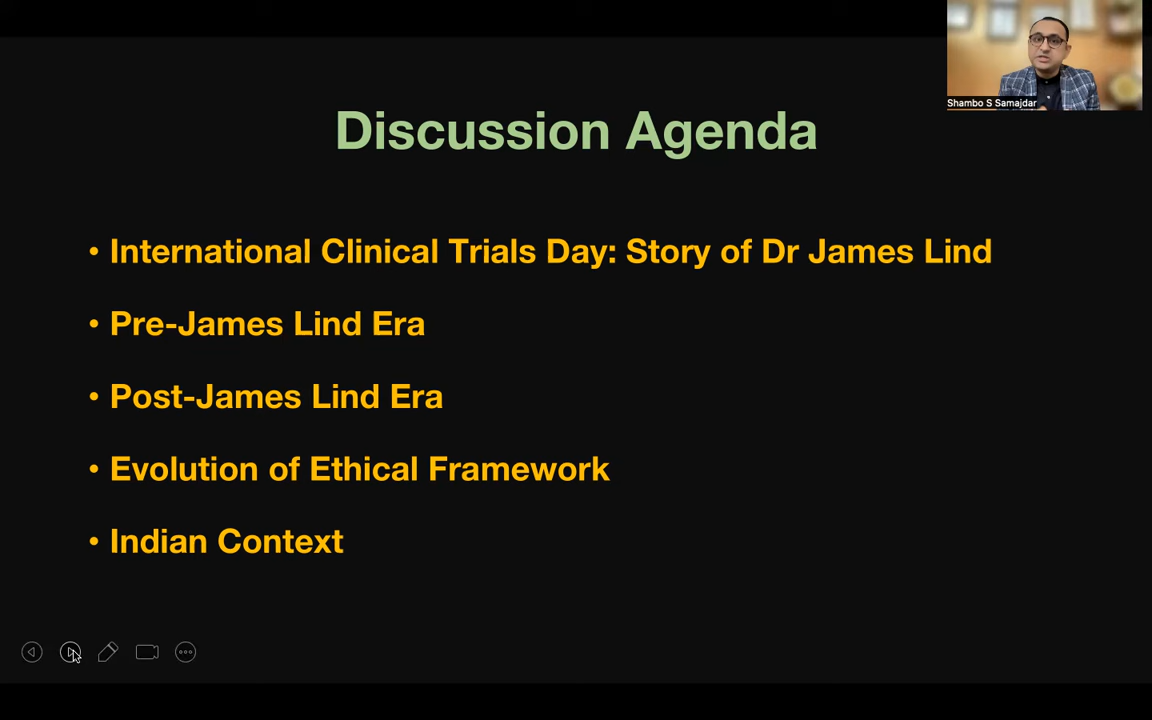 Shambo S Samajdar
Discussion Agenda
• International Clinical Trials Day: Story of Dr James Lind
• Pre-James Lind Era
• Post-James Lind Era
• Evolution of Ethical Framework
• Indian Context